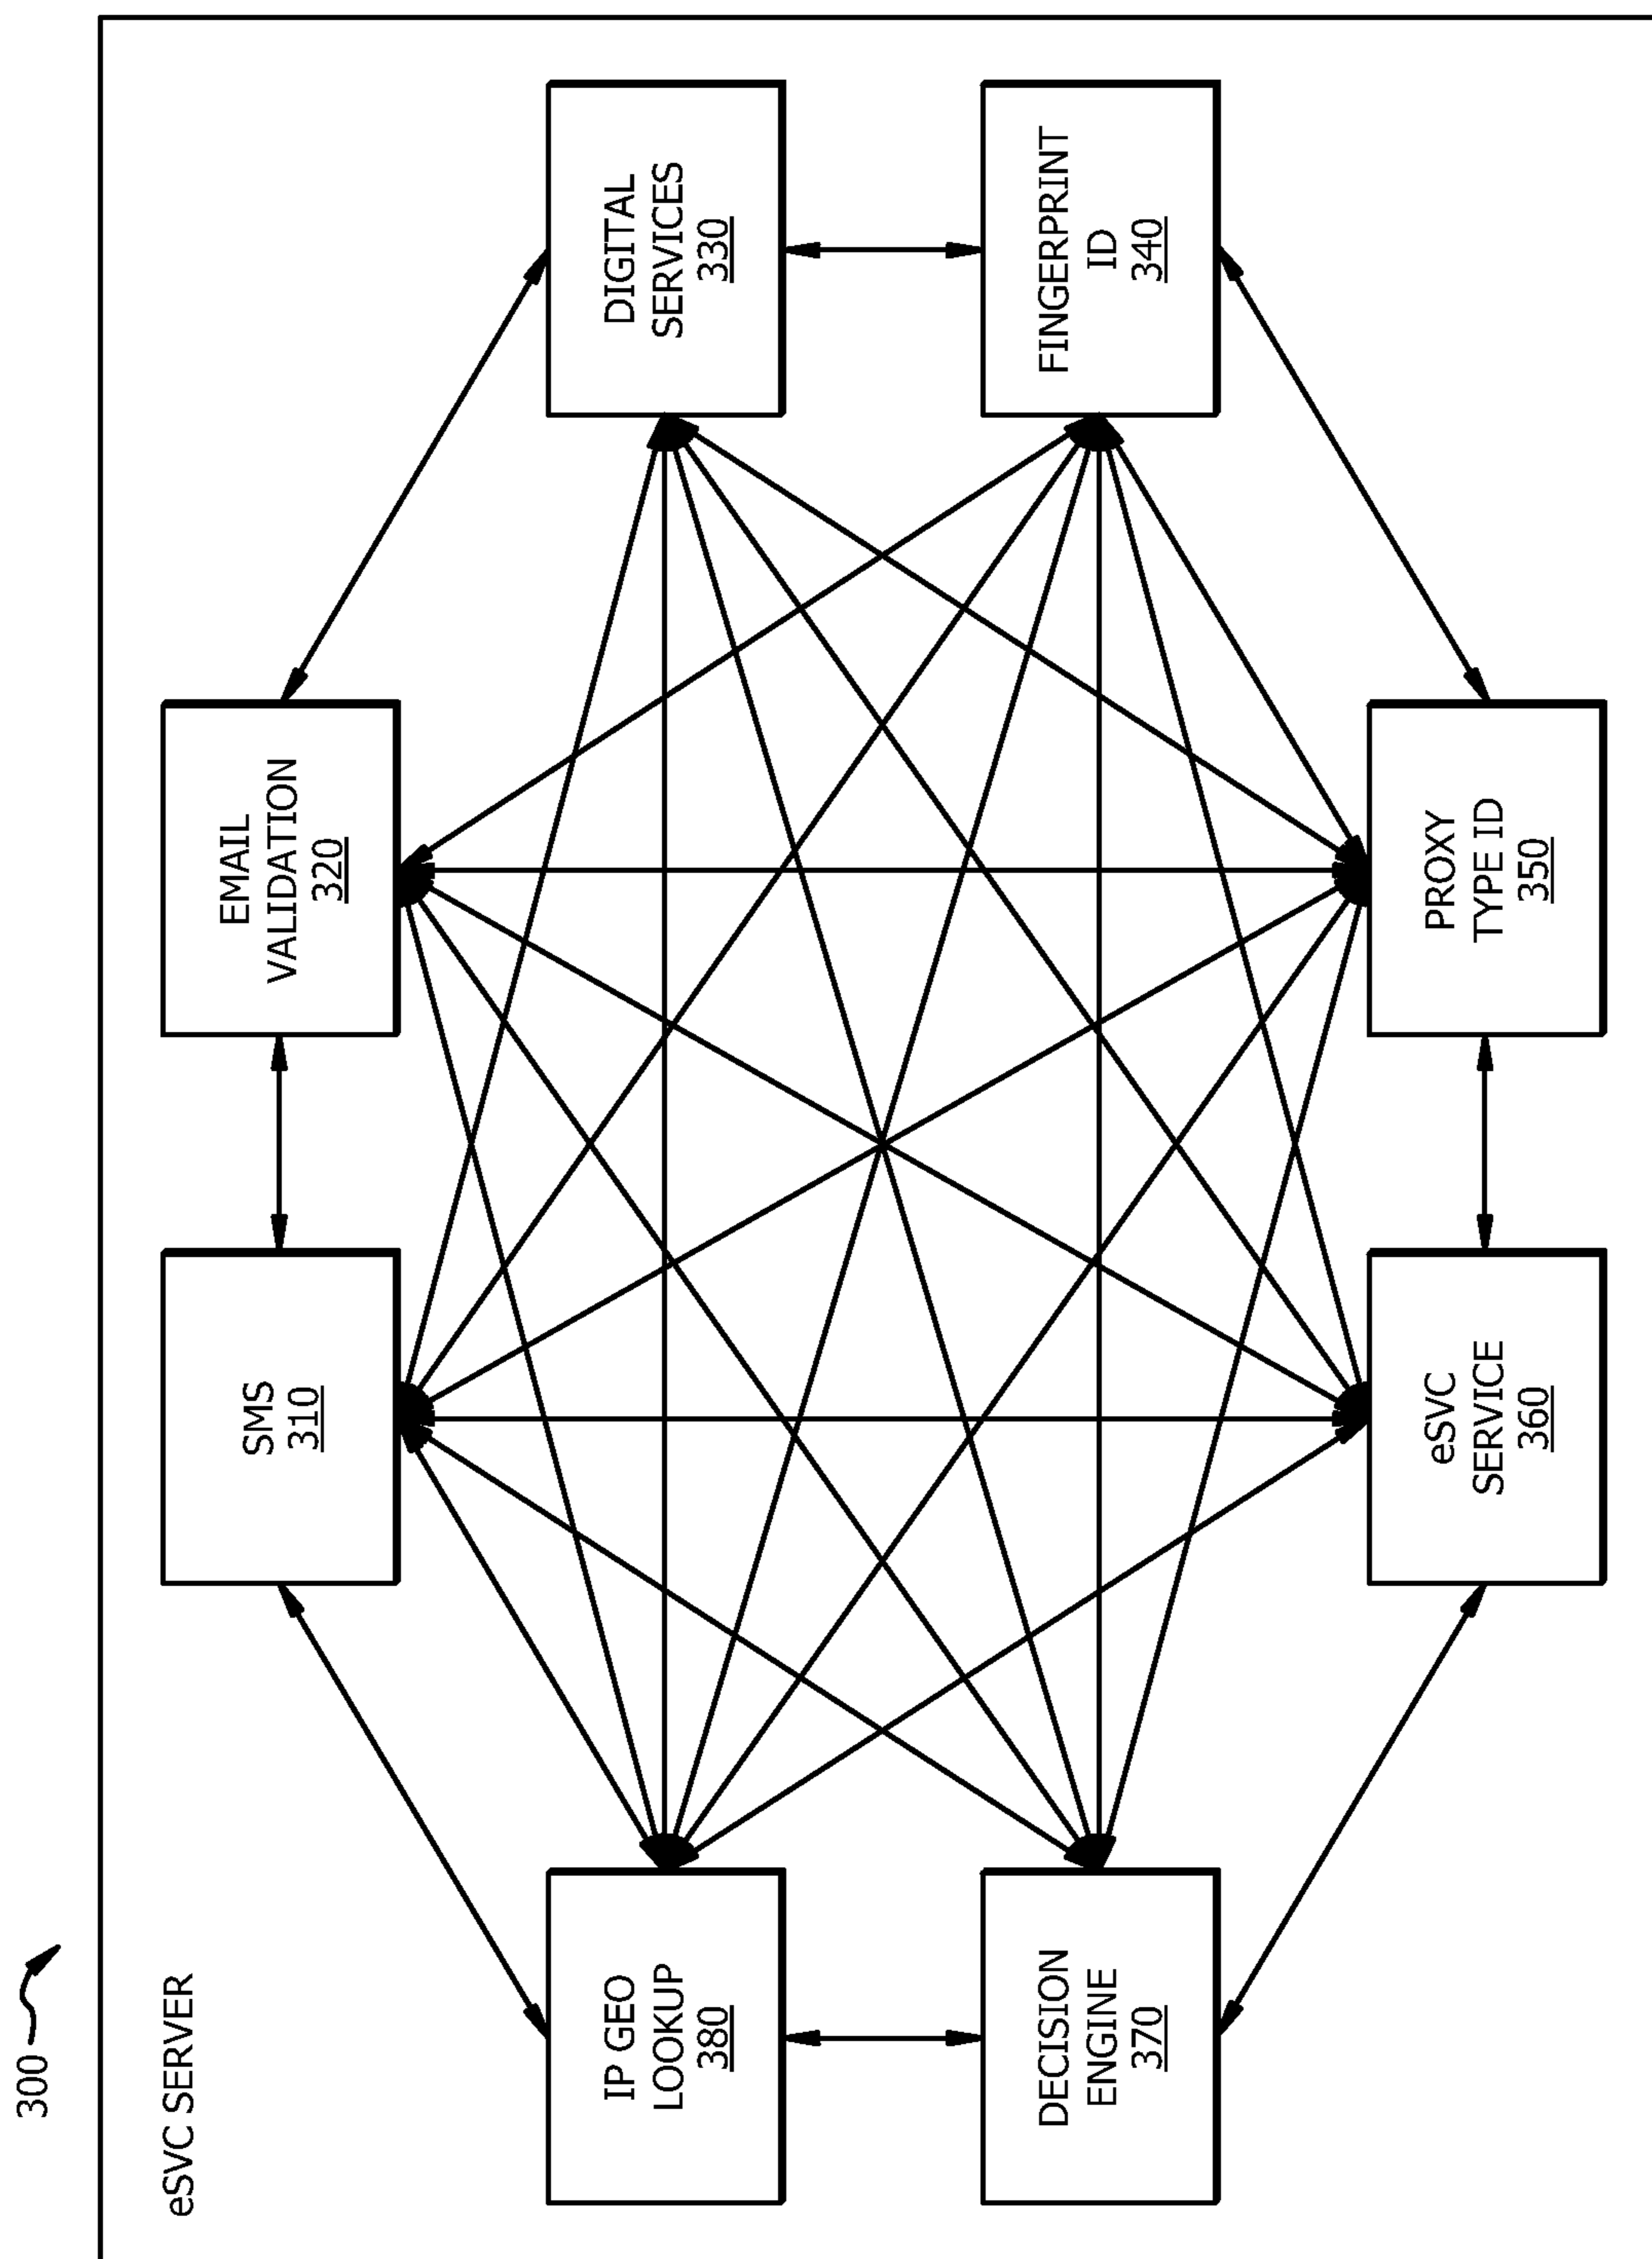 300
eSVC SERVER
SMS
310
EMAIL
VALIDATION
320
IP GEO
LOOKUP
380
DIGITAL
SERVICES
330
DECISION
ENGINE
370
FINGERPRINT
ID
340
eSVC
SERVICE
360
PROXY
TYPE ID
350